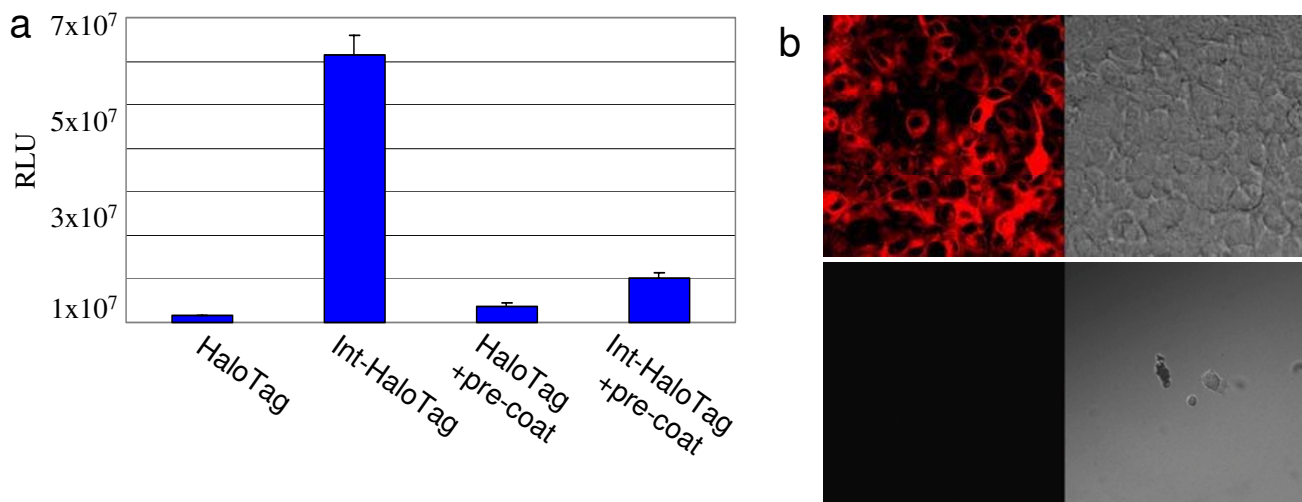 a
7x10⁷
5x10⁷
3x10⁷
1x10⁷
RLU
HaloTag
Int-HaloTag
HaloTag
+pre-coat
Int-HaloTag
+pre-coat
b